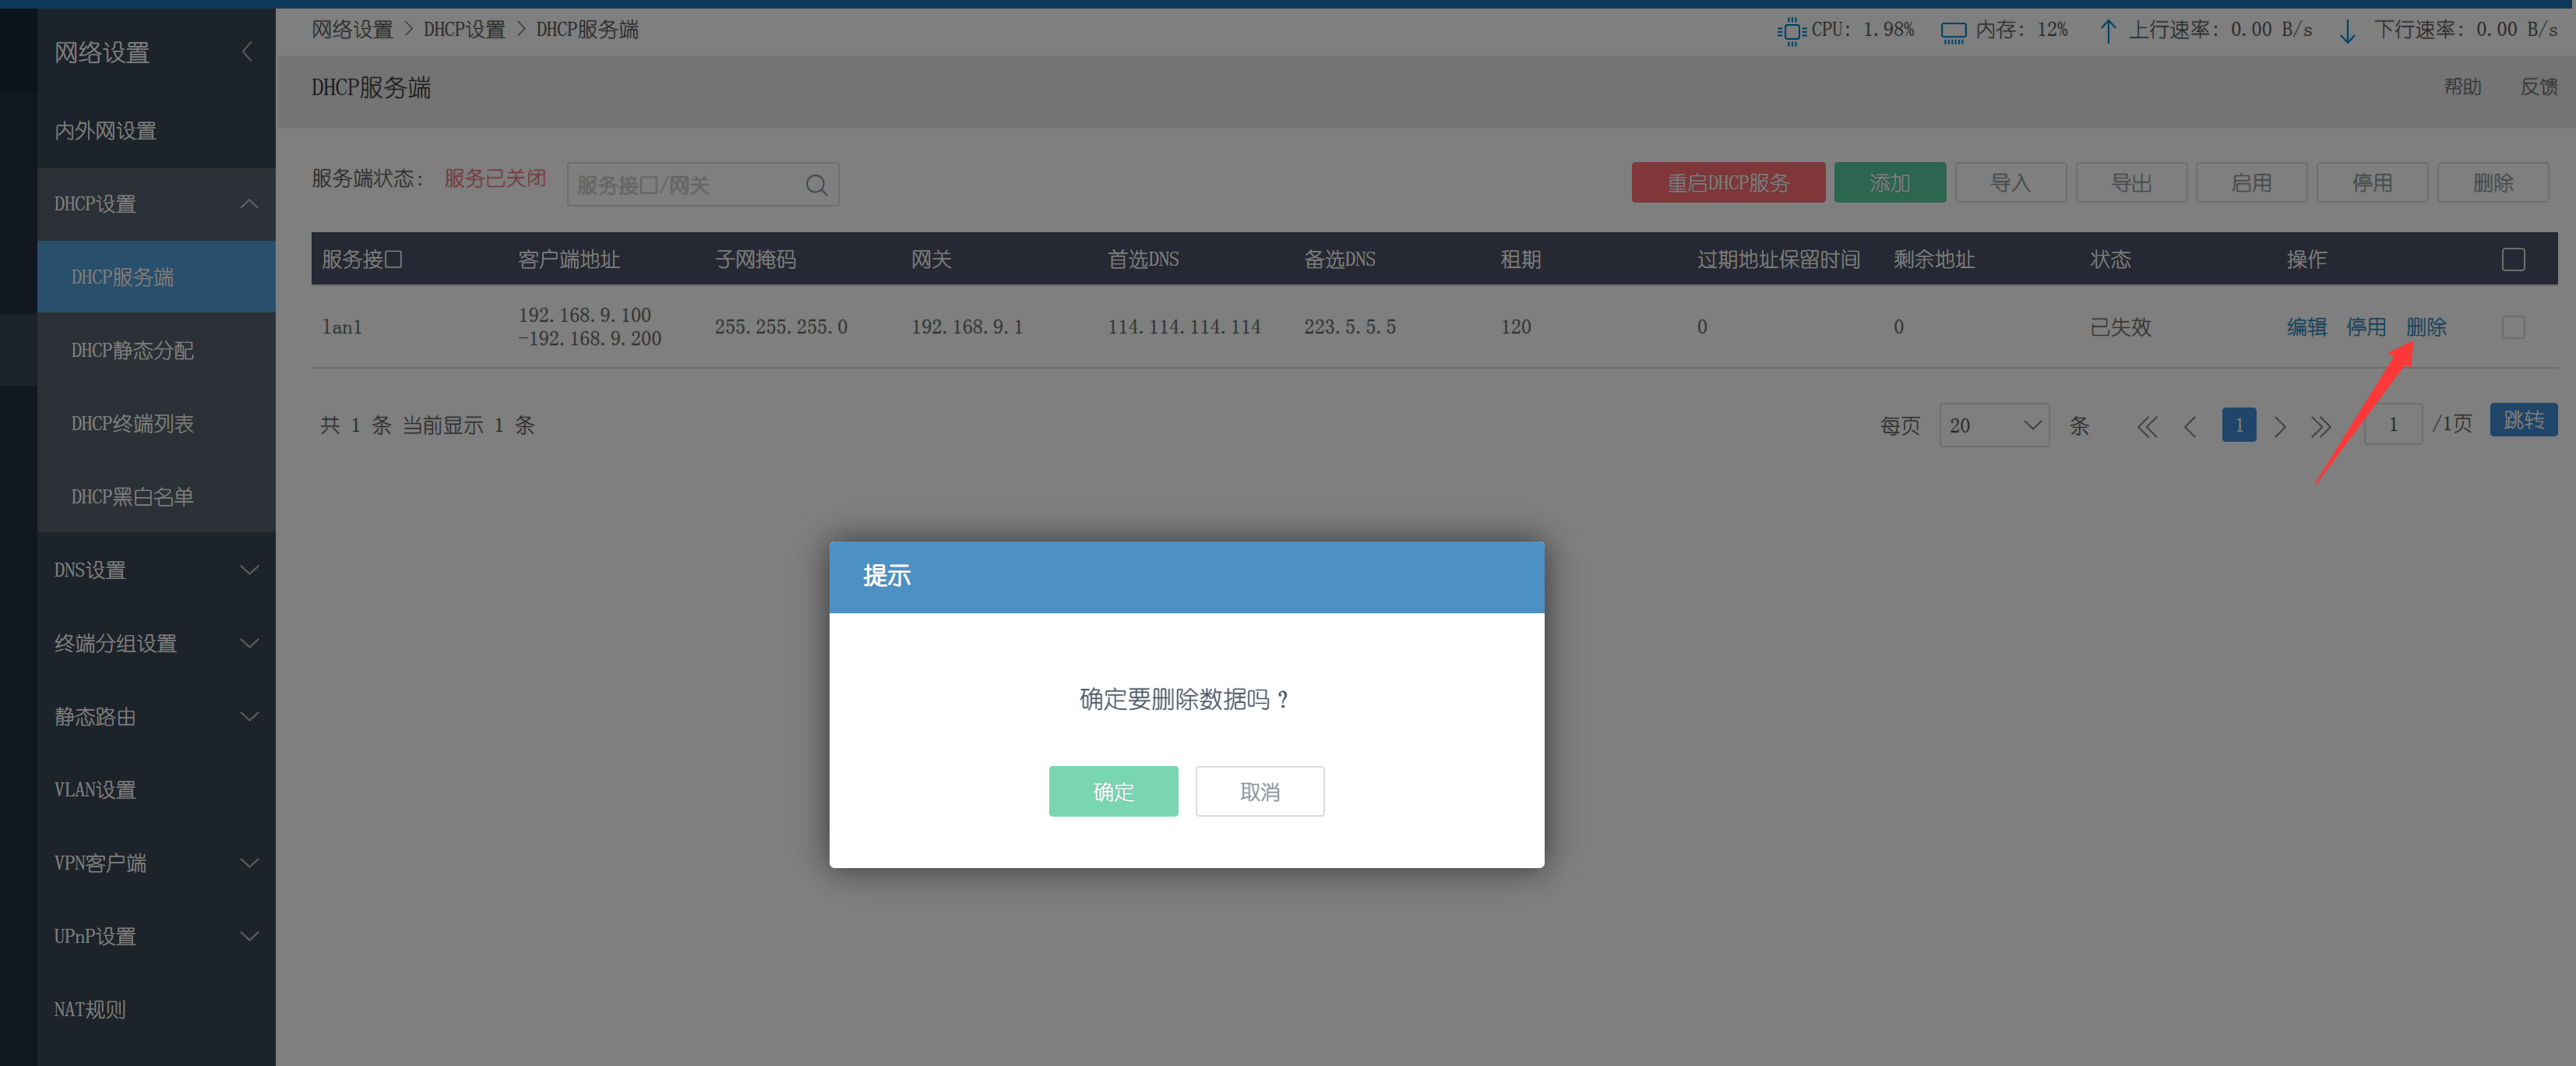 网络设置 > DHCP设置 > DHCP服务端
CPU: 1.98% 内存: 12% 上行速率: 0.00 B/s 下行速率: 0.00 B/s
网络设置
内外网设置
DHCP设置
DHCP服务端
DHCP静态分配
DHCP终端列表
DHCP黑白名单
DNS设置
终端分组设置
静态路由
VLAN设置
VPN客户端
UPnP设置
NAT规则
DHCP服务端
帮助 反馈
服务端状态: 服务已关闭 服务接口/网关
重启DHCP服务 添加 导入 导出 启用 停用 删除
服务接口 客户端地址 子网掩码 网关 首选DNS 备选DNS 租期 过期地址保留时间 剩余地址 状态 操作
lan1 192.168.9.100 255.255.255.0 192.168.9.1 114.114.114.114 223.5.5.5 120 0 0 已失效 编辑 停用 删除
-192.168.9.200
共 1 条 当前显示 1 条
每页 20 条 1 1 /1页 跳转
提示
确定要删除数据吗？
确定 取消